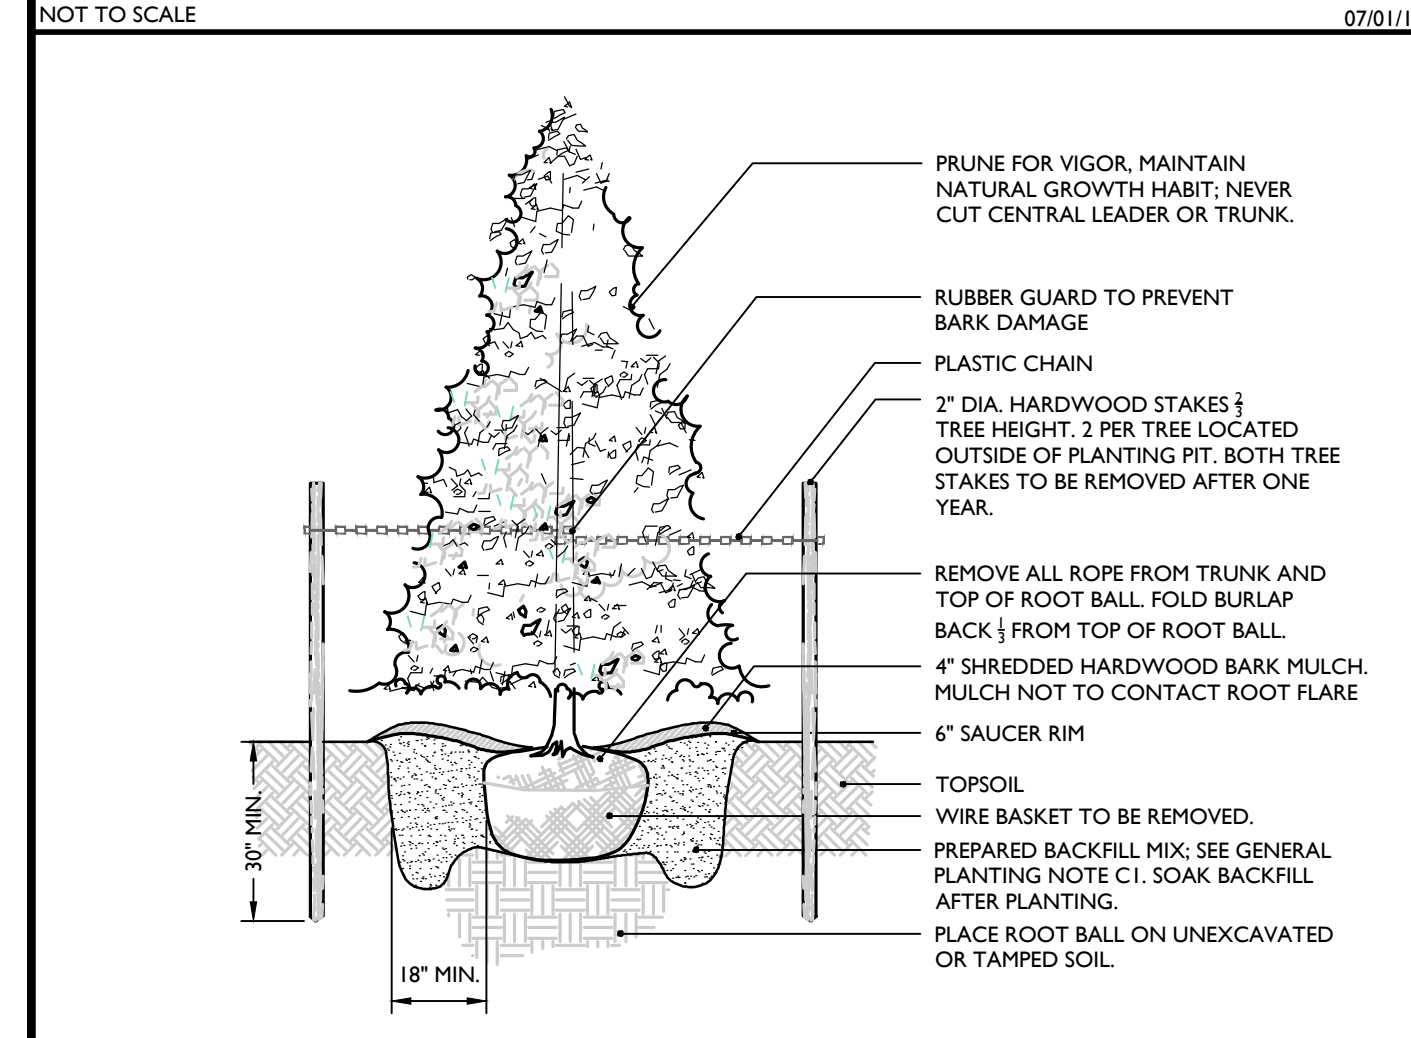 NOT TO SCALE
07/01/1
PRUNE FOR VIGOR, MAINTAIN
NATURAL GROWTH HABIT; NEVER
CUT CENTRAL LEADER OR TRUNK.
RUBBER GUARD TO PREVENT
BARK DAMAGE
PLASTIC CHAIN
2" DIA. HARDWOOD STAKES 2/3
TREE HEIGHT. 2 PER TREE LOCATED
OUTSIDE OF PLANTING PIT. BOTH TREE
STAKES TO BE REMOVED AFTER ONE
YEAR.
REMOVE ALL ROPE FROM TRUNK AND
TOP OF ROOT BALL. FOLD BURLAP
BACK 1/3 FROM TOP OF ROOT BALL.
4" SHREDDED HARDWOOD BARK MULCH.
MULCH NOT TO CONTACT ROOT FLARE
6" SAUCER RIM
TOPSOIL
WIRE BASKET TO BE REMOVED.
PREPARED BACKFILL MIX; SEE GENERAL
PLANTING NOTE C1. SOAK BACKFILL
AFTER PLANTING.
PLACE ROOT BALL ON UNEXCAVATED
OR TAMPED SOIL.
30" MIN.
18" MIN.